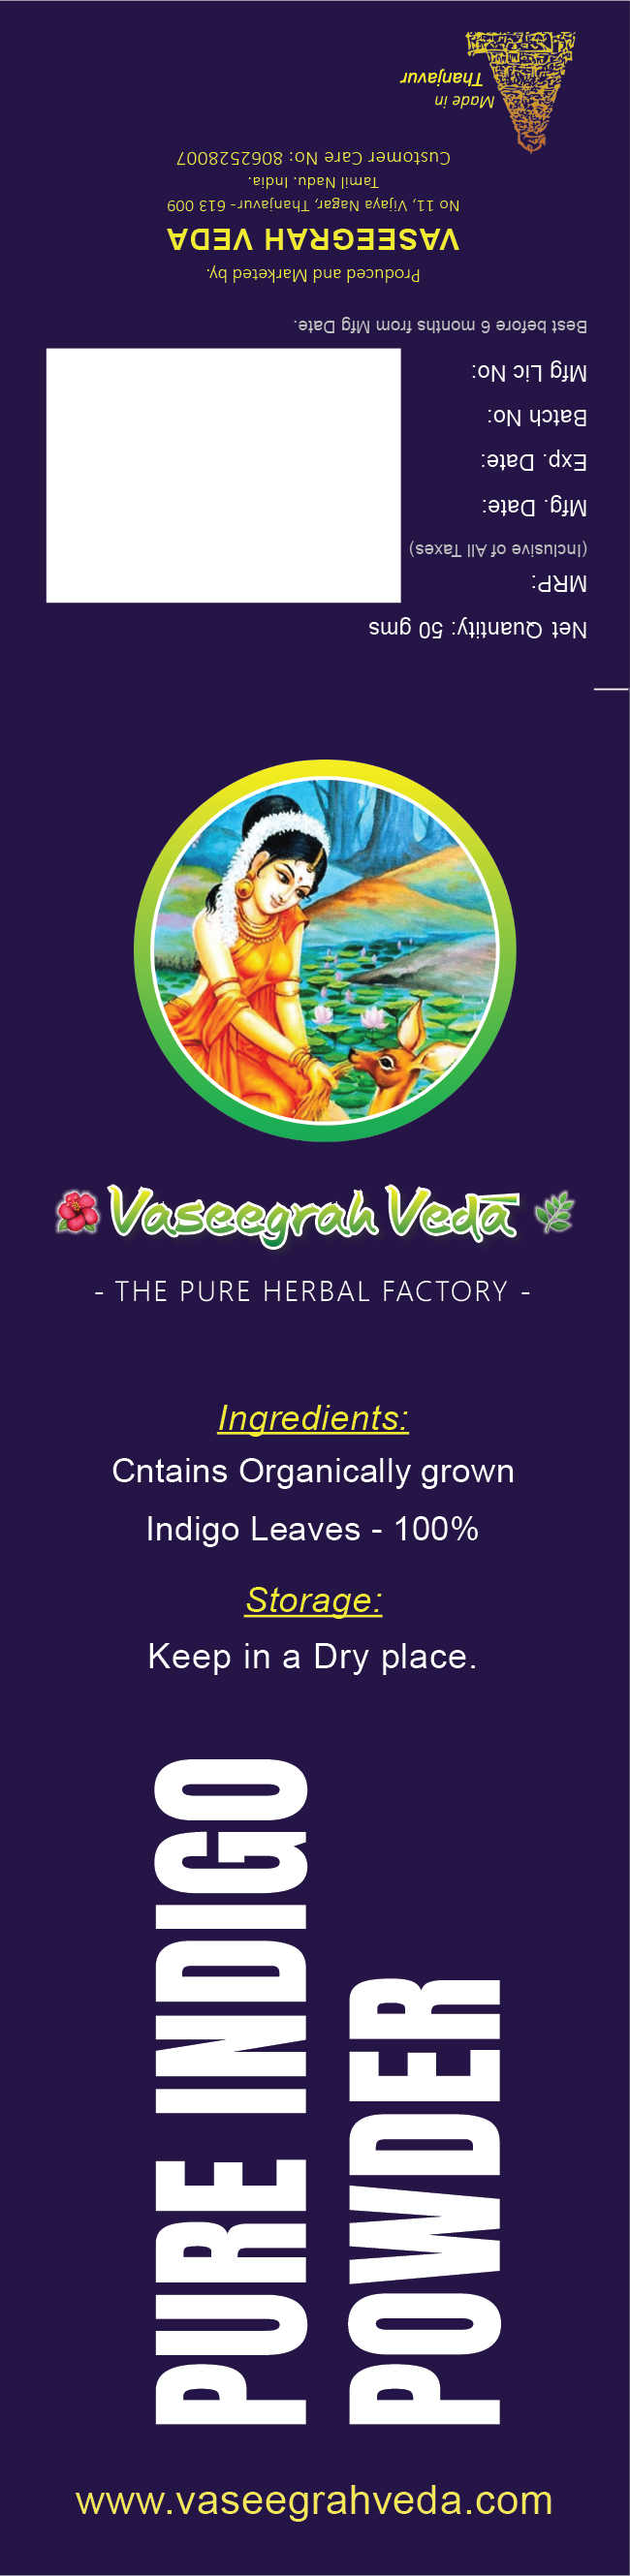 Vaseegrah Veda
- THE PURE HERBAL FACTORY -
Ingredients:
Cntains Organically grown
Indigo Leaves - 100%
Storage:
Keep in a Dry place.
PURE INDIGO
POWDER
www.vaseegrahveda.com
Net Quantity: 50 gms
MRP:
(Inclusive of All Taxes)
Mfg. Date:
Exp. Date:
Batch No:
Mfg Lic No:
Best before 6 months from Mfg Date.
Produced and Marketed by.
VASEEGRAH VEDA
No 11, Vijaya Nagar, Thanjavur- 613 009
Tamil Nadu. India.
Customer Care No: 8062528007
Made in
Thanjavur